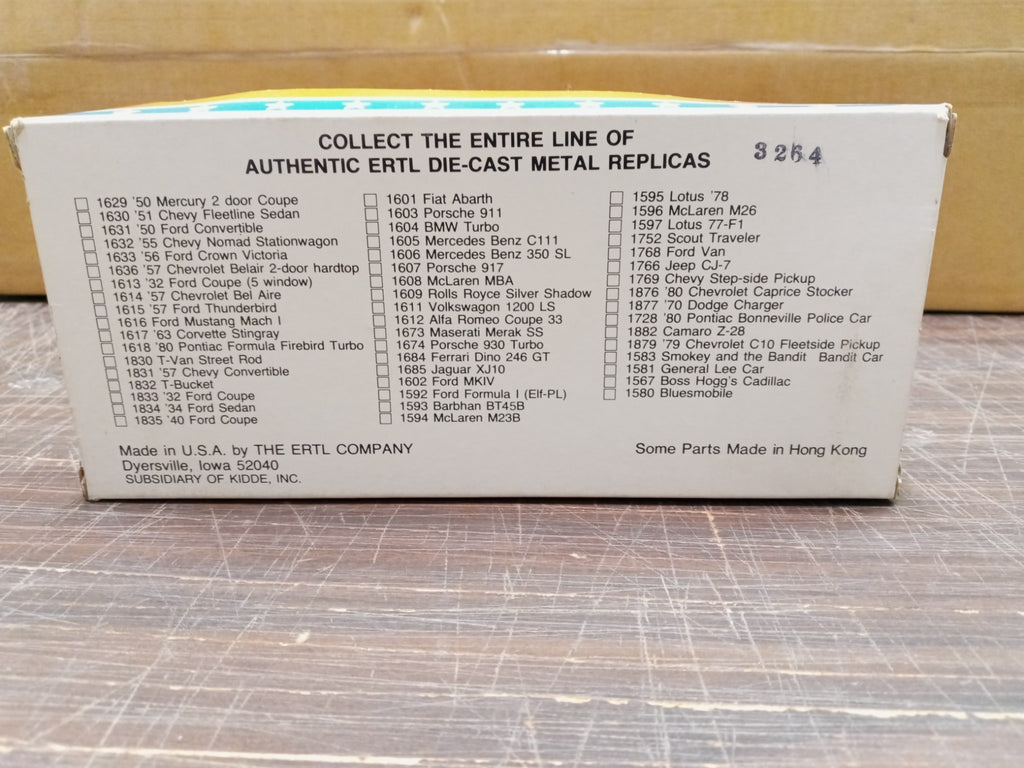 COLLECT THE ENTIRE LINE OF
AUTHENTIC ERTL DIE-CAST METAL REPLICAS
3264
1629 '50 Mercury 2 door Coupe
1630 '51 Chevy Fleetline Sedan
1631 '50 Ford Convertible
1632 '55 Chevy Nomad Stationwagon
1633 '56 Ford Crown Victoria
1636 '57 Chevrolet Belair 2-door hardtop
1613 '32 Ford Coupe (5 window)
1614 '57 Chevrolet Bel Aire
1615 '57 Ford Thunderbird
1616 Ford Mustang Mach I
1617 '63 Corvette Stingray
1618 '80 Pontiac Formula Firebird Turbo
1830 T-Van Street Rod
1831 '57 Chevy Convertible
1832 T-Bucket
1833 '32 Ford Coupe
1834 '34 Ford Sedan
1835 '40 Ford Coupe
1601 Fiat Abarth
1603 Porsche 911
1604 BMW Turbo
1605 Mercedes Benz C111
1606 Mercedes Benz 350 SL
1607 Porsche 917
1608 McLaren MBA
1609 Rolls Royce Silver Shadow
1611 Volkswagon 1200 LS
1612 Alfa Romeo Coupe 33
1673 Maserati Merak SS
1674 Porsche 930 Turbo
1684 Ferrari Dino 246 GT
1685 Jaguar XJ10
1602 Ford MKIV
1592 Ford Formula I (Elf-PL)
1593 Barbhan BT45B
1594 McLaren M23B
1595 Lotus '78
1596 McLaren M26
1597 Lotus 77-F1
1752 Scout Traveler
1768 Ford Van
1766 Jeep CJ-7
1769 Chevy Step-side Pickup
1876 '80 Chevrolet Caprice Stocker
1877 '70 Dodge Charger
1728 '80 Pontiac Bonneville Police Car
1882 Camaro Z-28
1879 '79 Chevrolet C10 Fleetside Pickup
1583 Smokey and the Bandit Bandit Car
1581 General Lee Car
1567 Boss Hogg's Cadillac
1580 Bluesmobile
Made in U.S.A. by THE ERTL COMPANY
Dyersville, Iowa 52040
SUBSIDIARY OF KIDDE, INC.
Some Parts Made in Hong Kong